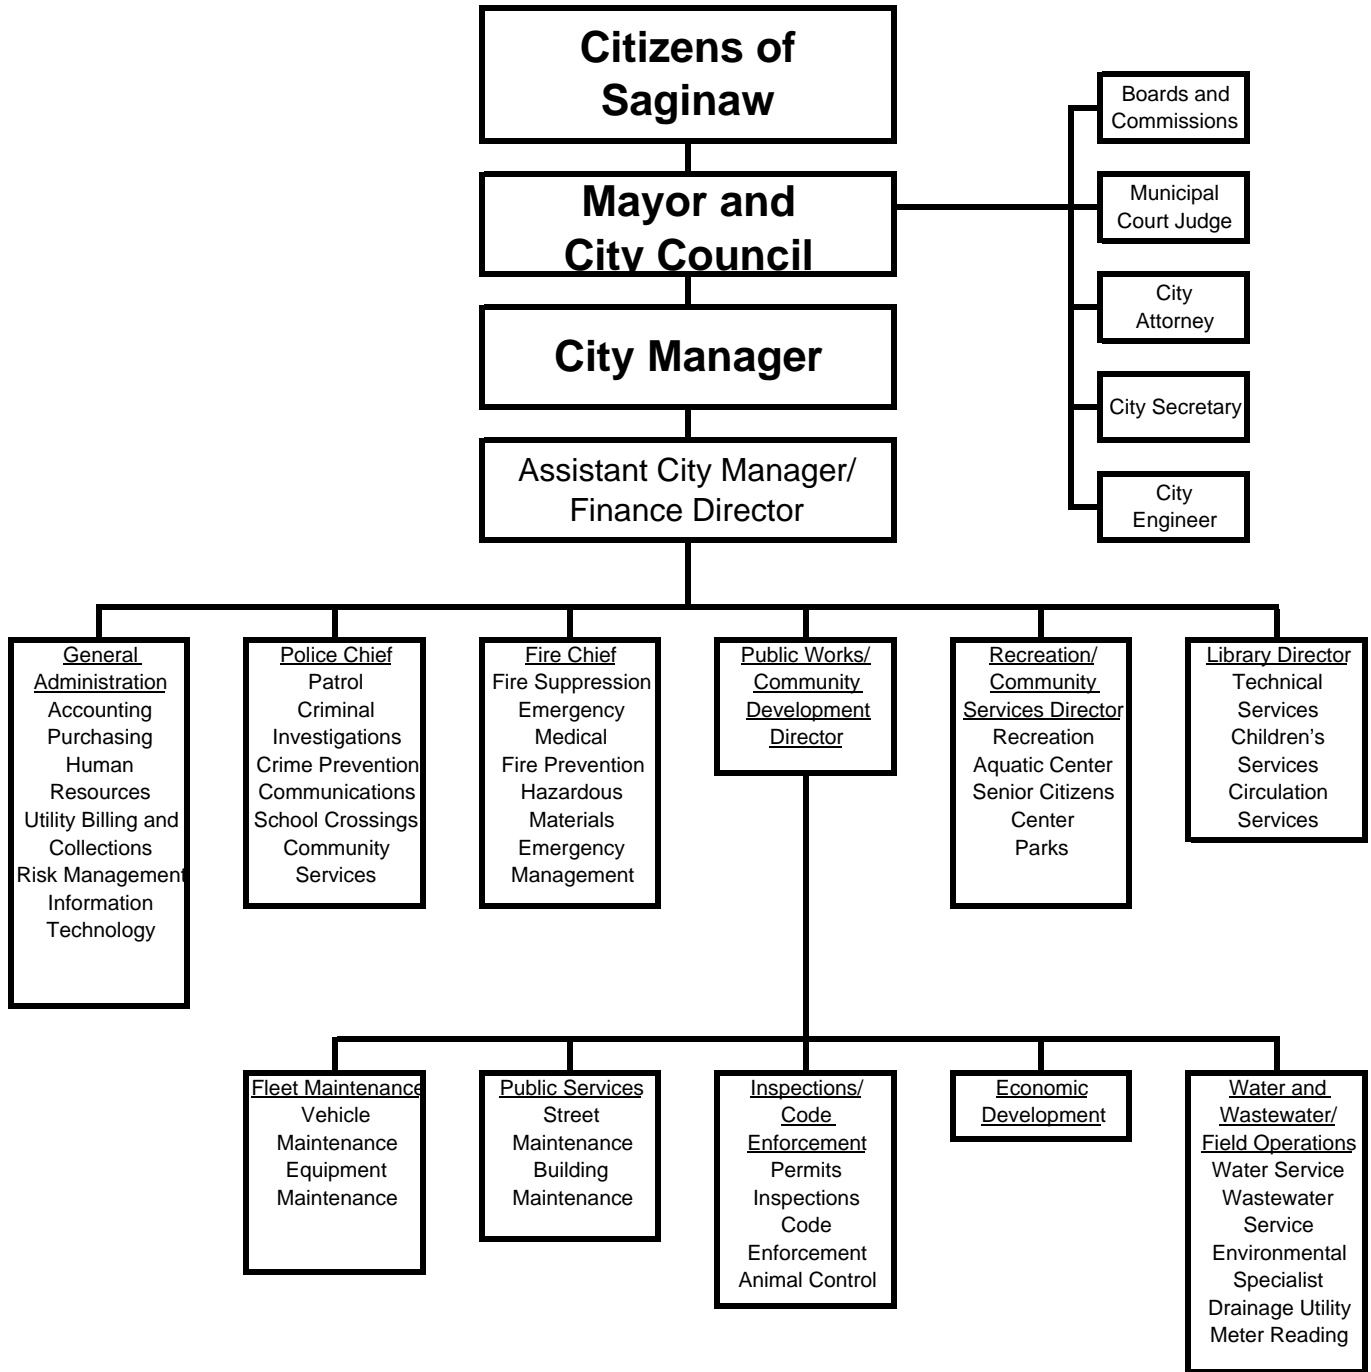 Citizens of
Saginaw
Boards and
Commissions
Mayor and
City Council
Municipal
Court Judge
City
Attorney
City Manager
City Secretary
Assistant City Manager/
Finance Director
City
Engineer
General
Administration
Accounting
Purchasing
Human
Resources
Utility Billing and
Collections
Risk Management
Information
Technology
Police Chief
Patrol
Criminal
Investigations
Crime Prevention
Communications
School Crossings
Community
Services
Fire Chief
Fire Suppression
Emergency
Medical
Fire Prevention
Hazardous
Materials
Emergency
Management
Public Works/
Community
Development
Director
Recreation/
Community
Services Director
Recreation
Aquatic Center
Senior Citizens
Center
Parks
Library Director
Technical
Services
Children's
Services
Circulation
Services
Fleet Maintenance
Vehicle
Maintenance
Equipment
Maintenance
Public Services
Street
Maintenance
Building
Maintenance
Inspections/
Code
Enforcement
Permits
Inspections
Code
Enforcement
Animal Control
Economic
Development
Water and
Wastewater/
Field Operations
Water Service
Wastewater
Service
Environmental
Specialist
Drainage Utility
Meter Reading